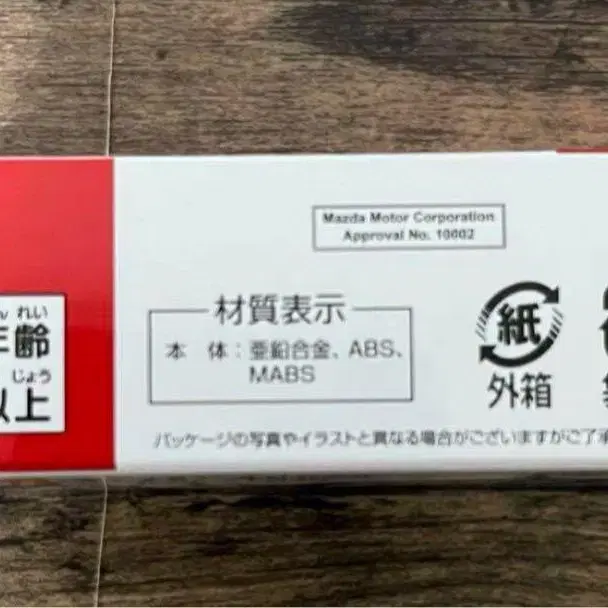 Mazda Motor Corporation
Approval No. 10002
材質表示
本 体：亜鉛合金、ABS、
MABS
紙
外箱
れい
年齢
じょう
以上
パッケージの写真やイラストと異なる場合がございますがご了承